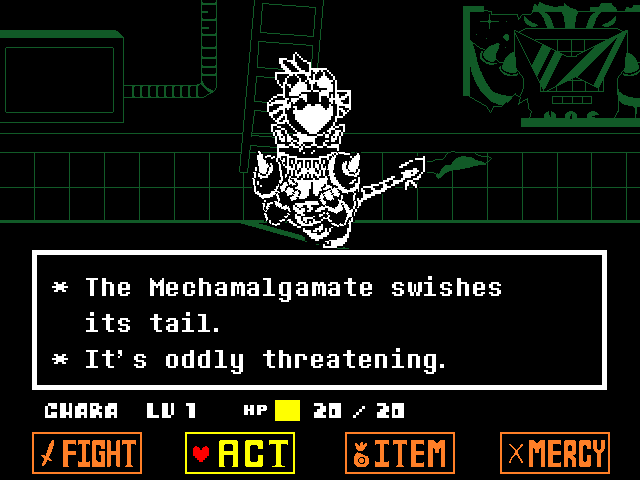 * The Mechamalgamate swishes
its tail.
* It's oddly threatening.
CHARA LV 1 HP 20 / 20
FIGHT ACT ITEM MERCY